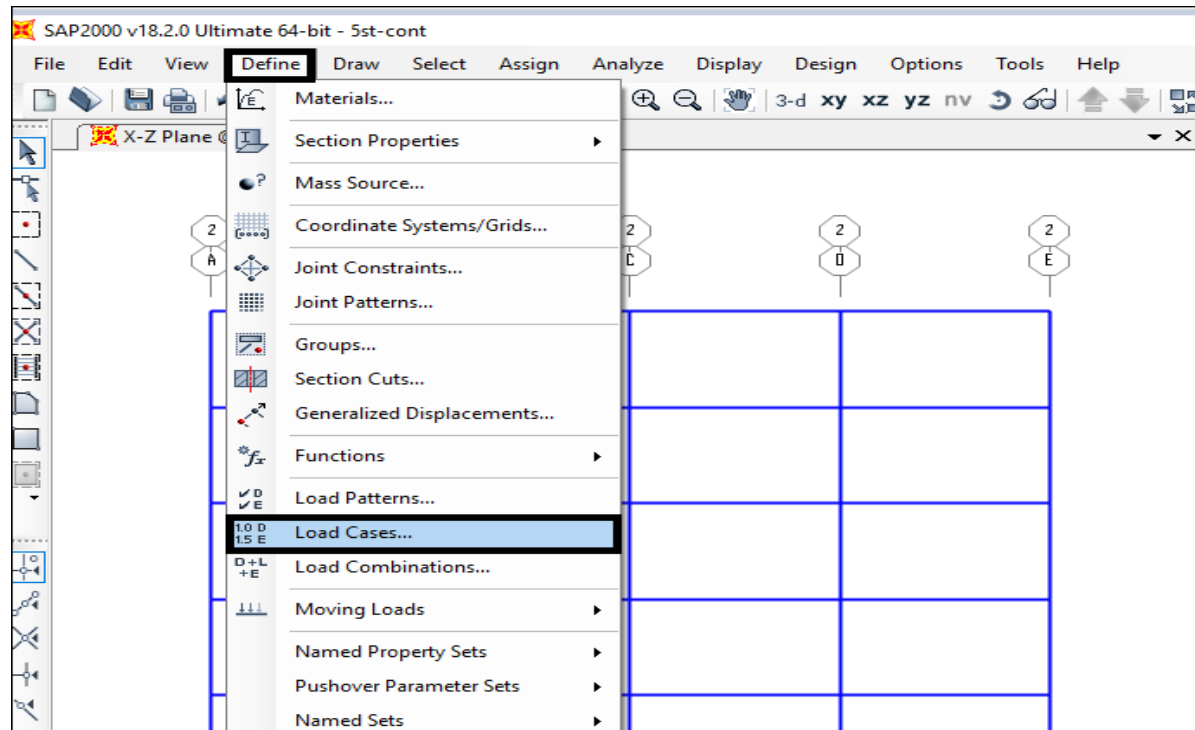 SAP2000 v18.2.0 Ultimate 64-bit - 5st-cont
File Edit View Define Draw Select Assign Analyze Display Design Options Tools Help
3-d xy xz yz nv
X-Z Plane @
Materials...
Section Properties
Mass Source...
Coordinate Systems/Grids...
Joint Constraints...
Joint Patterns...
Groups...
Section Cuts...
Generalized Displacements...
Functions
Load Patterns...
Load Cases...
Load Combinations...
Moving Loads
Named Property Sets
Pushover Parameter Sets
Named Sets
E
I
?
fx
D
E
1.0 D
1.5 E
D+L
+E
2 2 2 2
A C D E